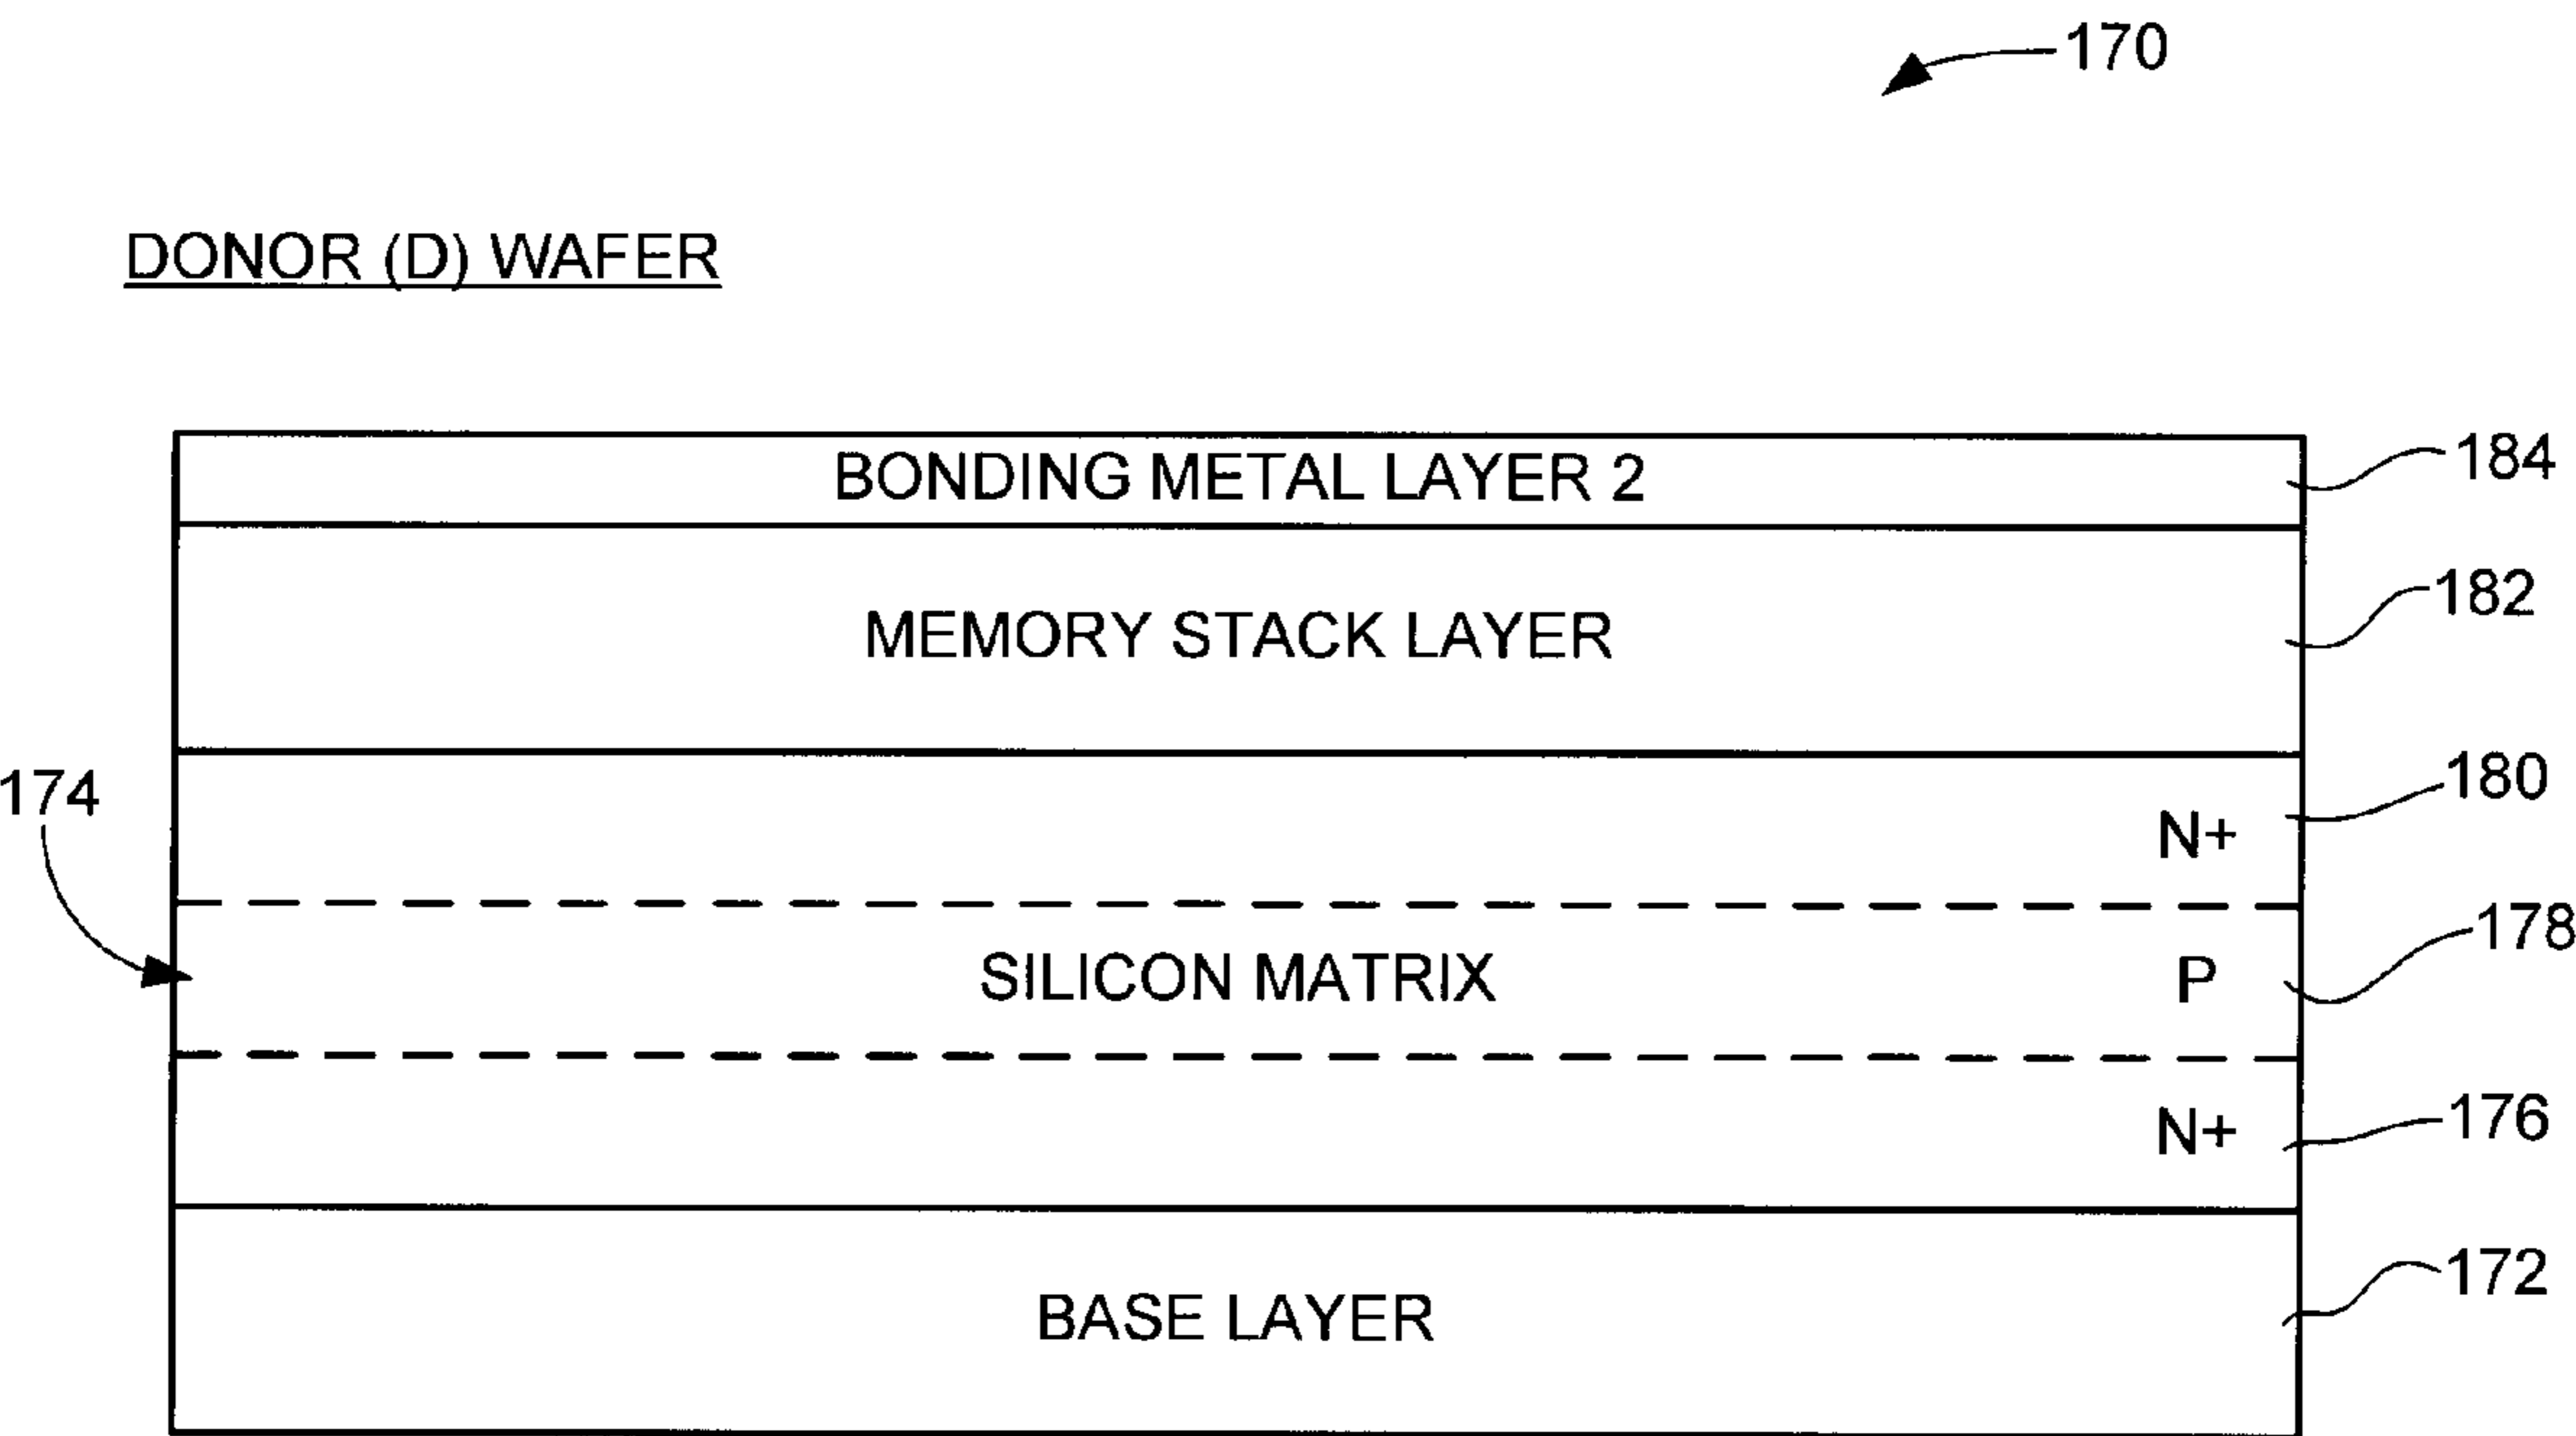 170
DONOR (D) WAFER
BONDING METAL LAYER 2
184
MEMORY STACK LAYER
182
174
180
N+
SILICON MATRIX
P
178
N+
176
BASE LAYER
172